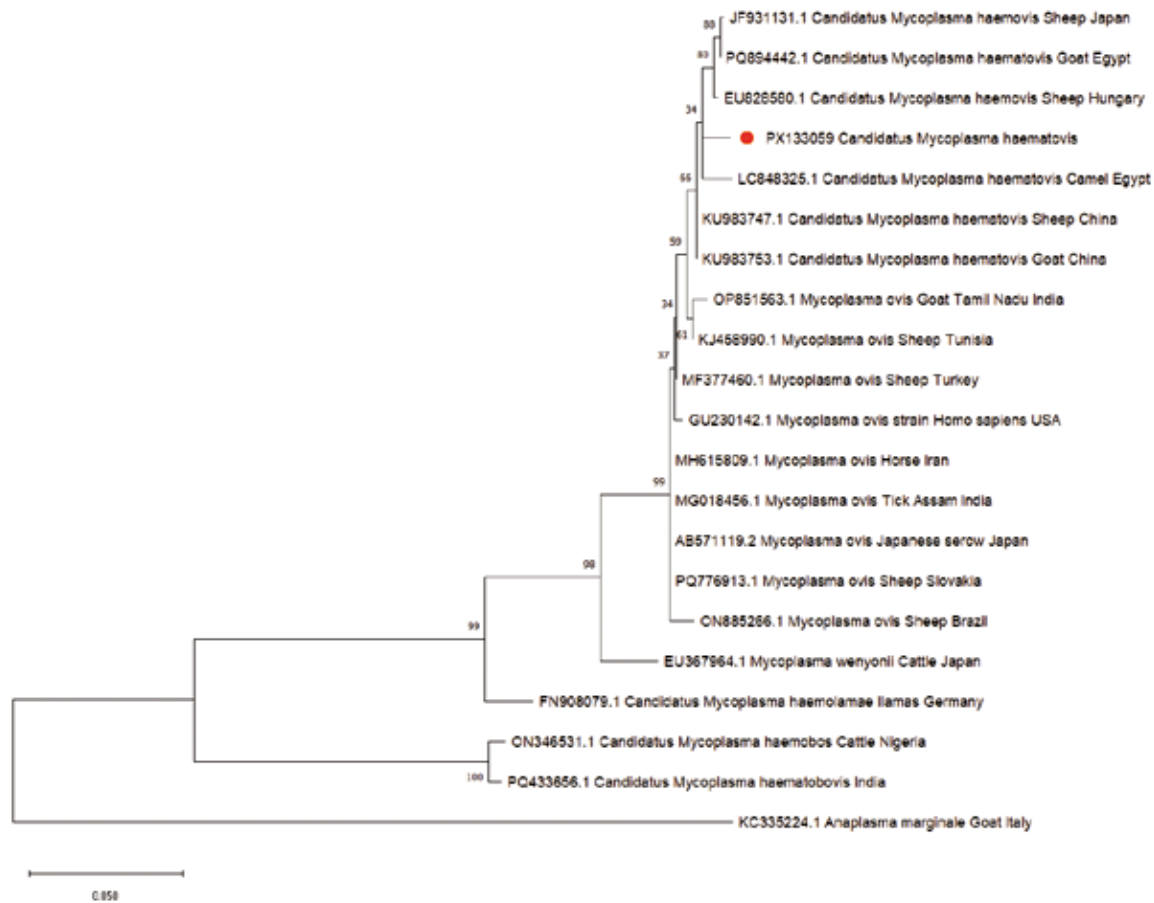 JF931131.1 Candidatus Mycoplasma haemovis Sheep Japan
PQ894442.1 Candidatus Mycoplasma haematovis Goat Egypt
EU828580.1 Candidatus Mycoplasma haemovis Sheep Hungary
34
PX133059 Candidatus Mycoplasma haematovis
LC848325.1 Candidatus Mycoplasma haematovis Camel Egypt
KU983747.1 Candidatus Mycoplasma haematovis Sheep China
59
KU983753.1 Candidatus Mycoplasma haematovis Goat China
OP851563.1 Mycoplasma ovis Goat Tamil Nadu India
61
KJ458990.1 Mycoplasma ovis Sheep Tunisia
37
MF377460.1 Mycoplasma ovis Sheep Turkey
GU230142.1 Mycoplasma ovis strain Homo sapiens USA
MH615809.1 Mycoplasma ovis Horse Iran
99
MG018456.1 Mycoplasma ovis Tick Assam India
AB571119.2 Mycoplasma ovis Japanese serow Japan
98
PQ776913.1 Mycoplasma ovis Sheep Slovakia
99
ON885266.1 Mycoplasma ovis Sheep Brazil
EU367964.1 Mycoplasma wenyonii Cattle Japan
FN908079.1 Candidatus Mycoplasma haemolamae llamas Germany
ON346531.1 Candidatus Mycoplasma haemobos Cattle Nigeria
100
PQ433656.1 Candidatus Mycoplasma haematobovis India
KC335224.1 Anaplasma marginale Goat Italy
0.050